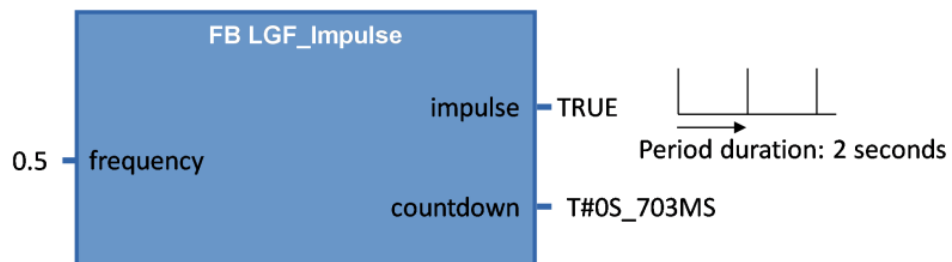 FB LGF_Impulse
impulse TRUE
0.5 frequency
Period duration: 2 seconds
countdown T#0S_703MS